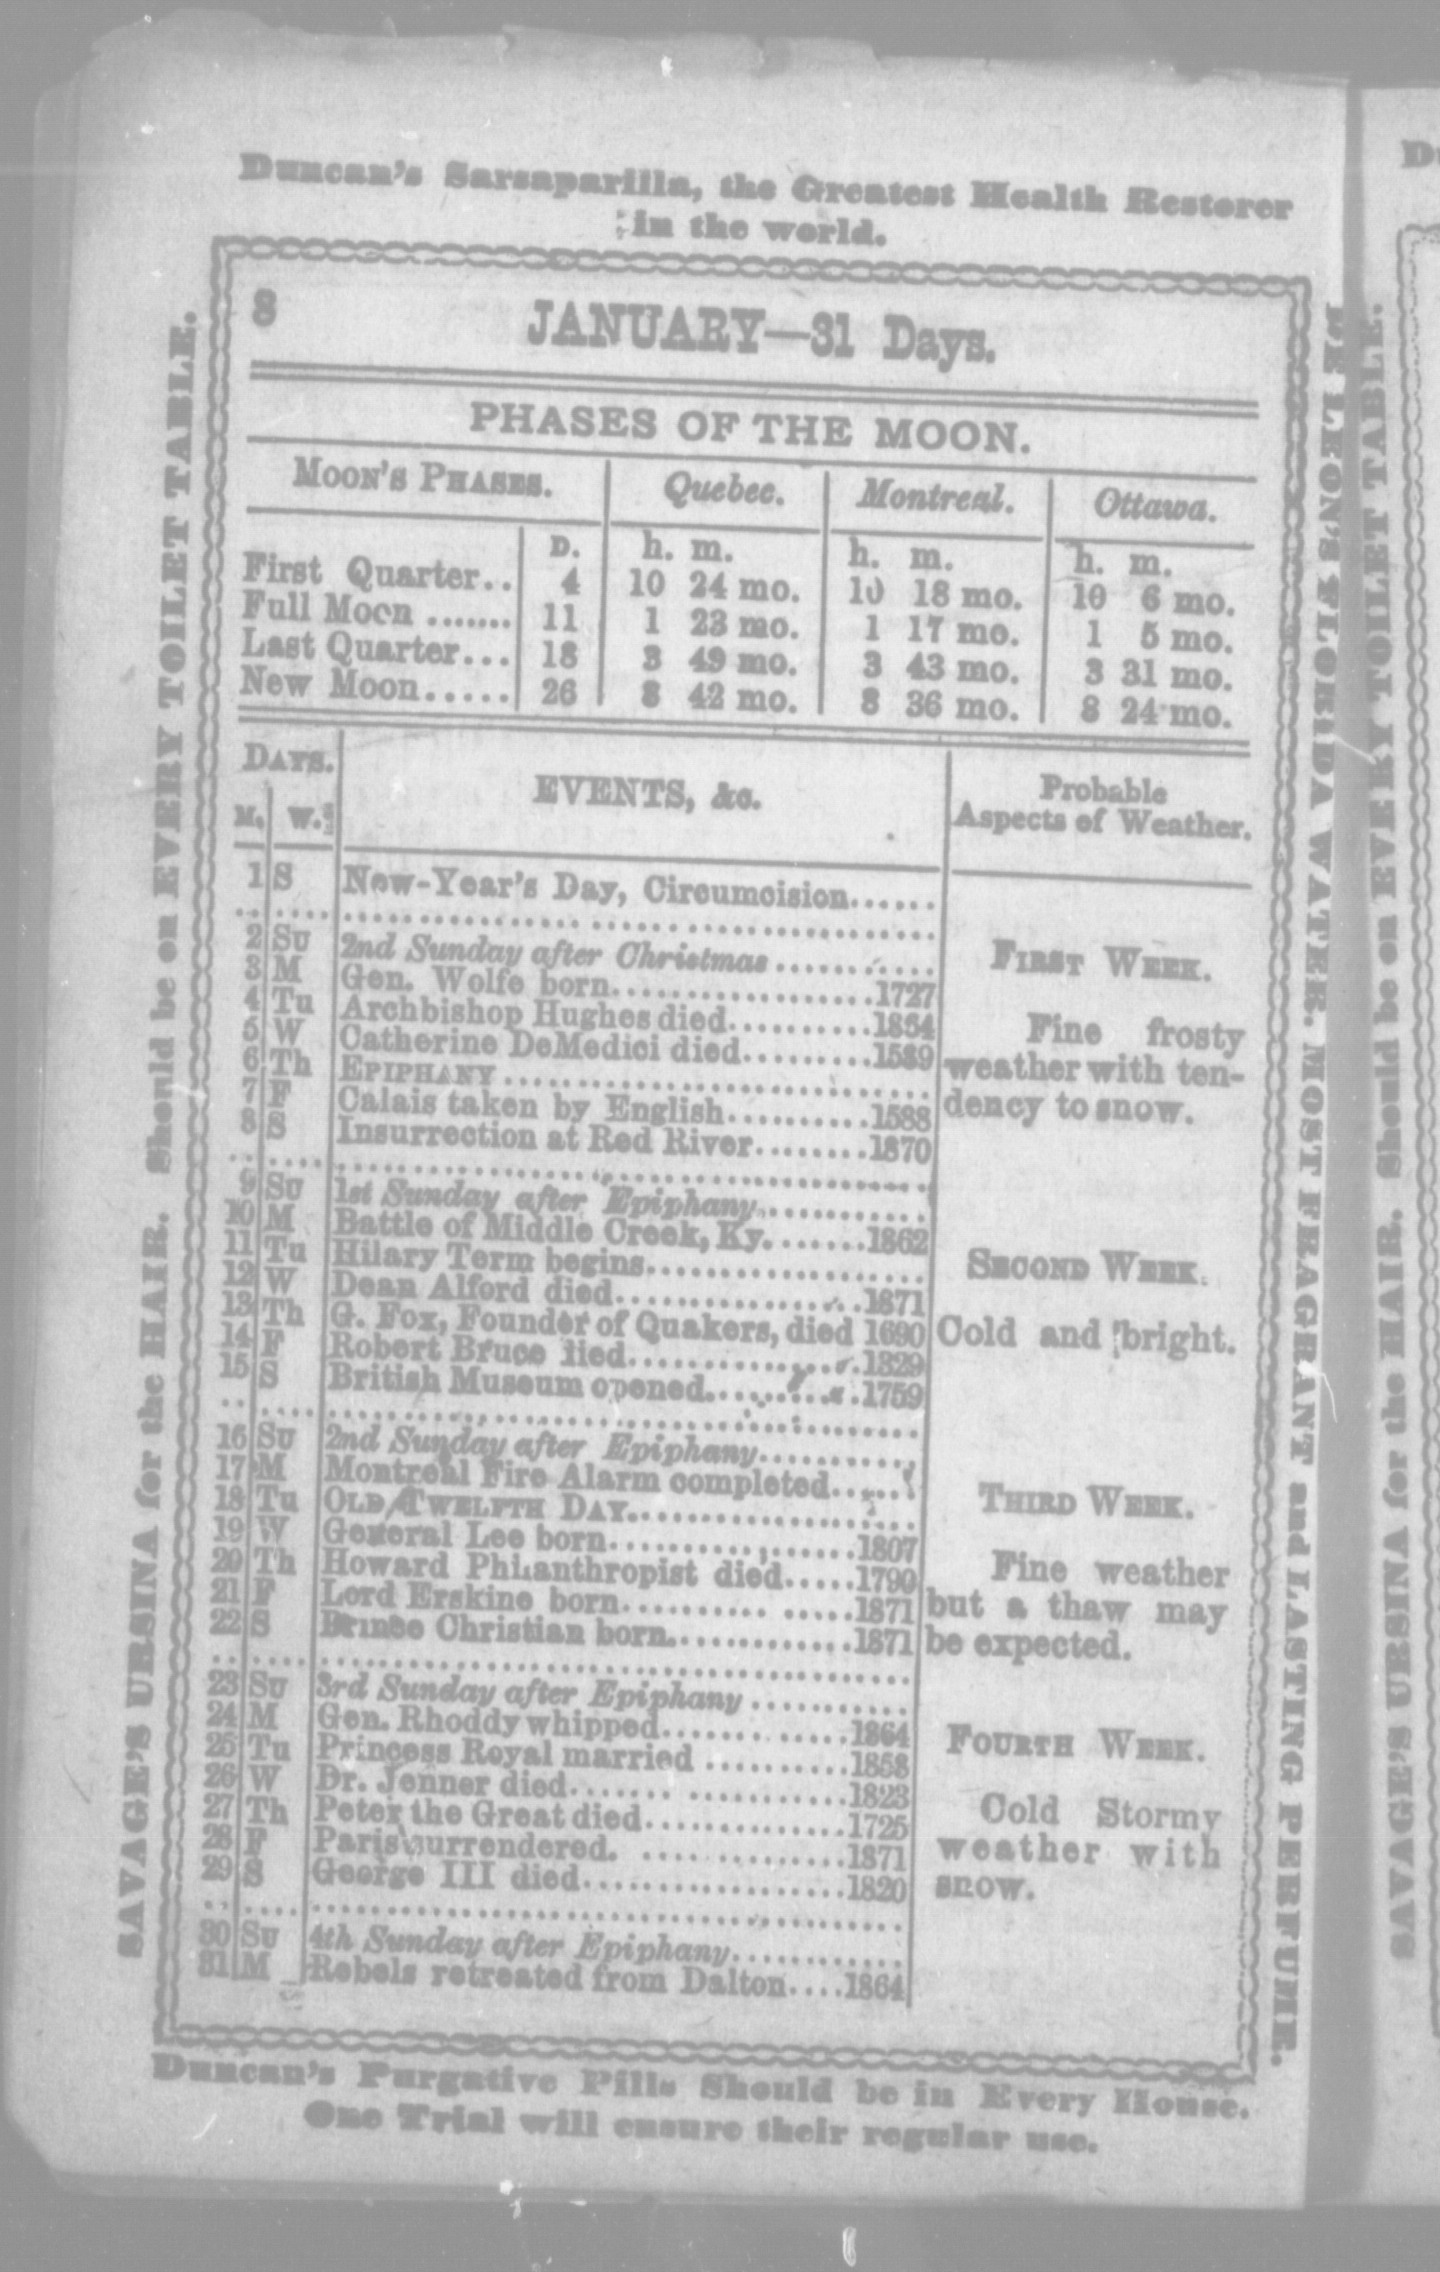 Duncan's Sarsaparilla, the Greatest Health Restorer
in the world.
8
JANUARY—31 Days.
PHASES OF THE MOON.
MOON'S PHASES. Quebec. Montreal. Ottawa.
D. h. m. h. m. h. m.
First Quarter.. 4 10 24 mo. 10 18 mo. 10 6 mo.
Full Moon ....... 11 1 23 mo. 1 17 mo. 1 5 mo.
Last Quarter... 18 3 49 mo. 3 43 mo. 3 31 mo.
New Moon...... 26 8 42 mo. 8 36 mo. 8 24 mo.
DAYS.
M. W.
EVENTS, &c.
Probable
Aspects of Weather.
1 S New-Year's Day, Circumcision......
2 SU 2nd Sunday after Christmas ..........
3 M Gen. Wolfe born..................1727
4 Tu Archbishop Hughes died..........1864
5 W Catherine DeMedici died.........1589
6 Th EPIPHANY..............................
7 F Calais taken by English..........1588
8 S Insurrection at Red River........1870
9 SU 1st Sunday after Epiphany............
10 M Battle of Middle Creek, Ky.......1862
11 Tu Hilary Term begins....................
12 W Dean Alford died..................1871
13 Th G. Fox, Founder of Quakers, died 1690
14 F Robert Bruce died................1329
15 S British Museum opened...........1759
16 SU 2nd Sunday after Epiphany...........
17 M Montreal Fire Alarm completed......
18 Tu OLD TWELFTH DAY....................
19 W General Lee born.................1807
20 Th Howard Philanthropist died.....1790
21 F Lord Erskine born.......... .....1871
22 S Prince Christian born.............1871
23 SU 3rd Sunday after Epiphany ...........
24 M Gen. Rhoddy whipped....... .....1864
25 Tu Princess Royal married ..........1858
26 W Dr. Jenner died....... ...........1823
27 Th Peter the Great died..............1725
28 F Paris surrendered. ..............1871
29 S George III died...................1820
30 SU 4th Sunday after Epiphany............
31 M Rebels retreated from Dalton....1864
FIRST WEEK.
Fine frosty
weather with ten-
dency to snow.
SECOND WEEK.
Cold and bright.
THIRD WEEK.
Fine weather
but a thaw may
be expected.
FOURTH WEEK.
Cold Stormy
weather with
snow.
Duncan's Purgative Pills Should be in Every House.
One Trial will ensure their regular use.
SAVAGE'S URSINA for the HAIR. Should be on EVERY TOILET TABLE.
DE LEON'S FLORIDA WATER. MOST FRAGRANT and LASTING PERFUME.
SAVAGE'S URSINA for the HAIR. Should be on EVERY TOILET TABLE.